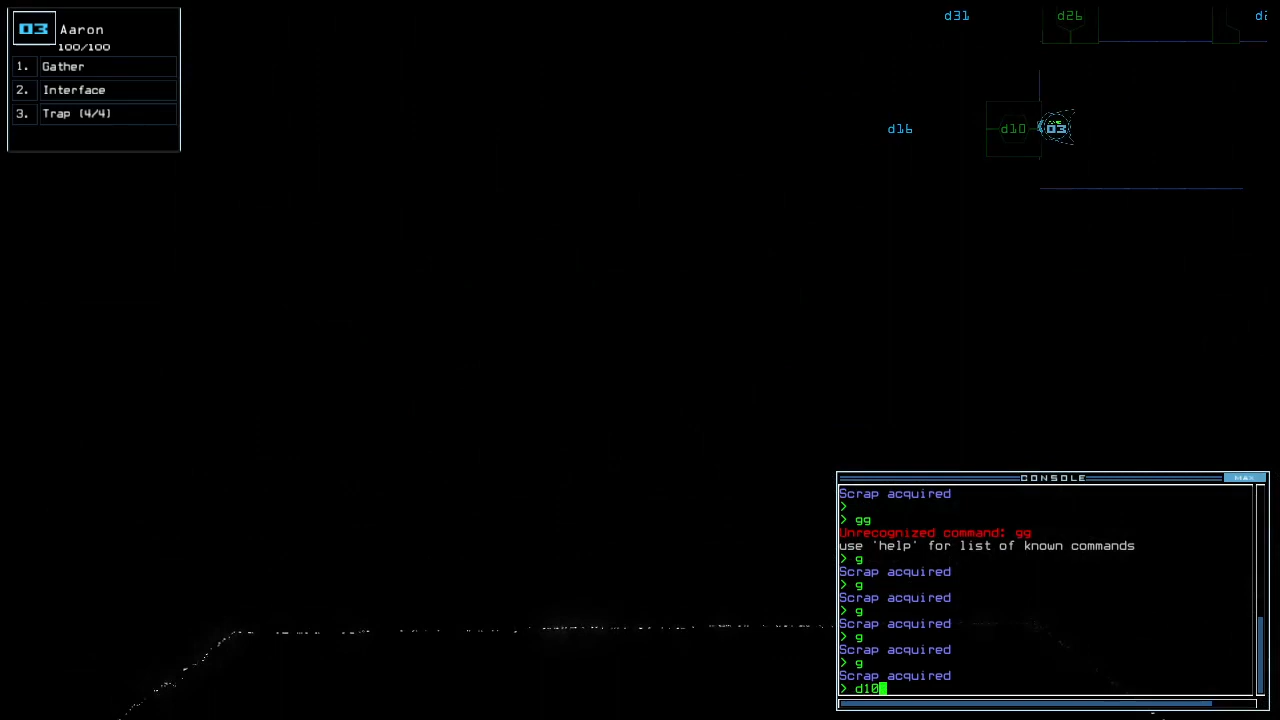 03 Aaron
100/100
1. Gather
2. Interface
3. Trap (4/4)
d31
d26
d16
d10
03
CONSOLE
MAX
Scrap acquired
>
> gg
Unrecognized command: gg
use 'help' for list of known commands
> g
Scrap acquired
> g
Scrap acquired
> g
Scrap acquired
> g
Scrap acquired
> g
Scrap acquired
> d10